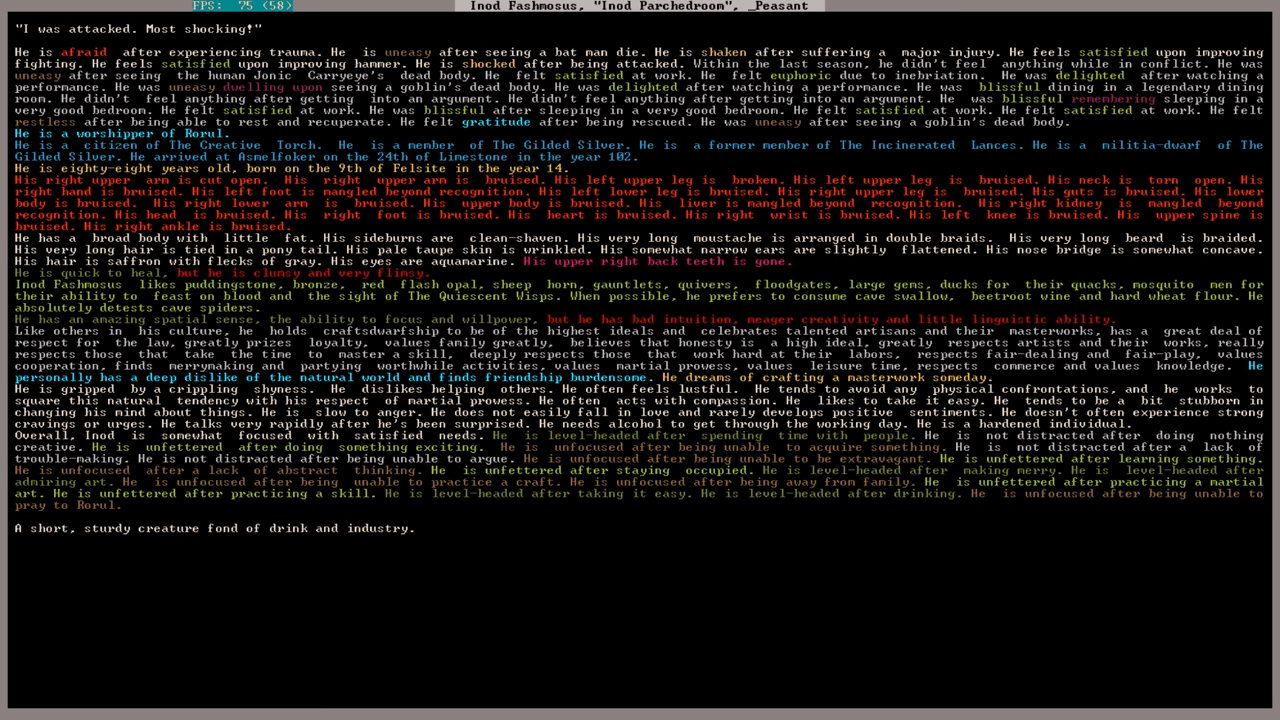 FPS: 75 (58)
Inod Fashmosus, "Inod Parchedroom", _Peasant
"I was attacked. Most shocking!"
He is afraid after experiencing trauma. He is uneasy after seeing a bat man die. He is shaken after suffering a major injury. He feels satisfied upon improving
fighting. He feels satisfied upon improving hammer. He is shocked after being attacked. Within the last season, he didn't feel anything while in conflict. He was
uneasy after seeing the human Jonic Carryeye's dead body. He felt satisfied at work. He felt euphoric due to inebriation. He was delighted after watching a
performance. He was uneasy dwelling upon seeing a goblin's dead body. He was delighted after watching a performance. He was blissful dining in a legendary dining
room. He didn't feel anything after getting into an argument. He didn't feel anything after getting into an argument. He was blissful remembering sleeping in a
very good bedroom. He felt satisfied at work. He was blissful after sleeping in a very good bedroom. He felt satisfied at work. He felt satisfied at work. He felt
restless after being able to rest and recuperate. He felt gratitude after being rescued. He was uneasy after seeing a goblin's dead body.
He is a worshipper of Rorul.
He is a citizen of The Creative Torch. He is a member of The Gilded Silver. He is a former member of The Incinerated Lances. He is a militia-dwarf of The
Gilded Silver. He arrived at Asmelfoker on the 24th of Limestone in the year 102.
He is eighty-eight years old, born on the 9th of Felsite in the year 14.
His right upper arm is cut open. His right upper arm is bruised. His left upper leg is broken. His left upper leg is bruised. His neck is torn open. His
right hand is bruised. His left foot is mangled beyond recognition. His left lower leg is bruised. His right upper leg is bruised. His guts is bruised. His lower
body is bruised. His right lower arm is bruised. His upper body is bruised. His liver is mangled beyond recognition. His right kidney is mangled beyond
recognition. His head is bruised. His right foot is bruised. His heart is bruised. His right wrist is bruised. His left knee is bruised. His upper spine is
bruised. His right ankle is bruised.
He has a broad body with little fat. His sideburns are clean-shaven. His very long moustache is arranged in double braids. His very long beard is braided.
His very long hair is tied in a pony tail. His pale taupe skin is wrinkled. His somewhat narrow ears are slightly flattened. His nose bridge is somewhat concave.
His hair is saffron with flecks of gray. His eyes are aquamarine. His upper right back teeth is gone.
He is quick to heal, but he is clumsy and very flimsy.
Inod Fashmosus likes puddingstone, bronze, red flash opal, sheep horn, gauntlets, quivers, floodgates, large gems, ducks for their quacks, mosquito men for
their ability to feast on blood and the sight of The Quiescent Wisps. When possible, he prefers to consume cave swallow, beetroot wine and hard wheat flour. He
absolutely detests cave spiders.
He has an amazing spatial sense, the ability to focus and willpower, but he has bad intuition, meager creativity and little linguistic ability.
Like others in his culture, he holds craftsdwarfship to be of the highest ideals and celebrates talented artisans and their masterworks, has a great deal of
respect for the law, greatly prizes loyalty, values family greatly, believes that honesty is a high ideal, greatly respects artists and their works, really
respects those that take the time to master a skill, deeply respects those that work hard at their labors, respects fair-dealing and fair-play, values
cooperation, finds merrymaking and partying worthwhile activities, values martial prowess, values leisure time, respects commerce and values knowledge. He
personally has a deep dislike of the natural world and finds friendship burdensome. He dreams of crafting a masterwork someday.
He is gripped by a crippling shyness. He dislikes helping others. He often feels lustful. He tends to avoid any physical confrontations, and he works to
square this natural tendency with his respect of martial prowess. He often acts with compassion. He likes to take it easy. He tends to be a bit stubborn in
changing his mind about things. He is slow to anger. He does not easily fall in love and rarely develops positive sentiments. He doesn't often experience strong
cravings or urges. He talks very rapidly after he's been surprised. He needs alcohol to get through the working day. He is a hardened individual.
Overall, Inod is somewhat focused with satisfied needs. He is level-headed after spending time with people. He is not distracted after doing nothing
creative. He is unfettered after doing something exciting. He is unfocused after being unable to acquire something. He is not distracted after a lack of
trouble-making. He is not distracted after being unable to argue. He is unfocused after being unable to be extravagant. He is unfettered after learning something.
He is unfocused after a lack of abstract thinking. He is unfettered after staying occupied. He is level-headed after making merry. He is level-headed after
admiring art. He is unfocused after being unable to practice a craft. He is unfocused after being away from family. He is unfettered after practicing a martial
art. He is unfettered after practicing a skill. He is level-headed after taking it easy. He is level-headed after drinking. He is unfocused after being unable to
pray to Rorul.
A short, sturdy creature fond of drink and industry.